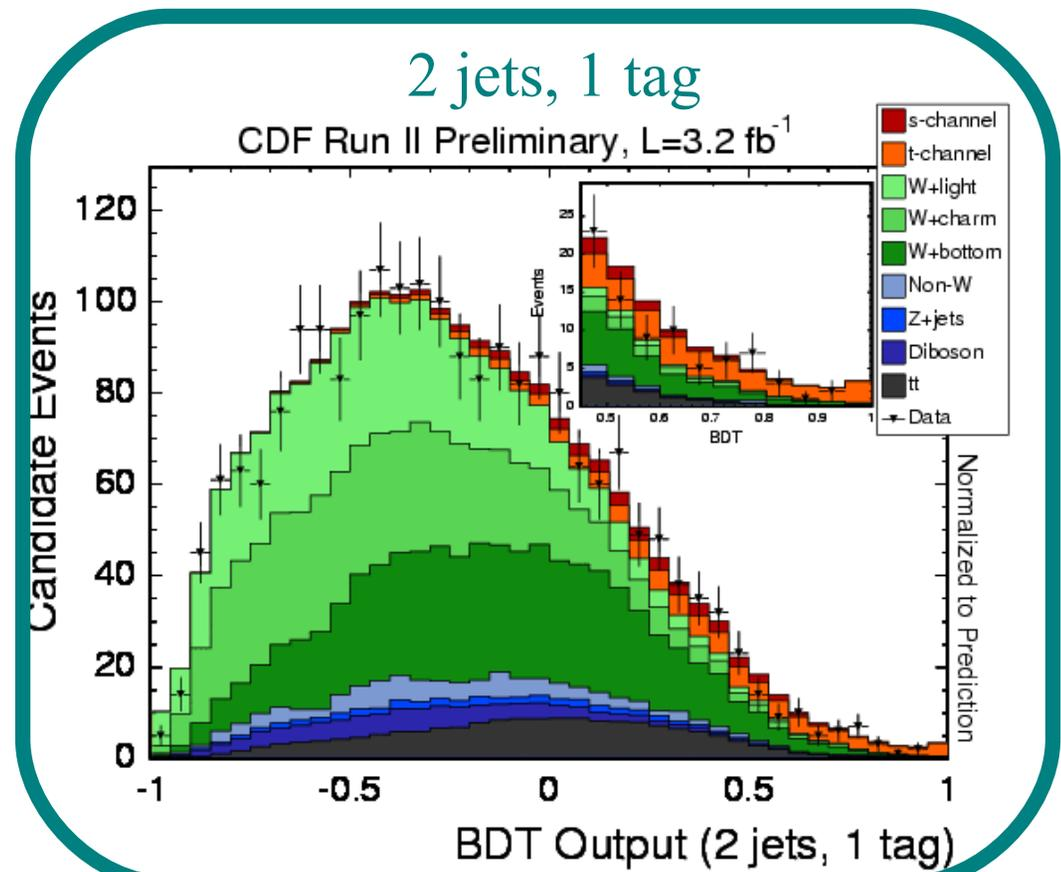 2 jets, 1 tag
CDF Run II Preliminary, L=3.2 fb-1
s-channel
t-channel
W+light
W+charm
W+bottom
Non-W
Z+jets
Diboson
tt
Data
Candidate Events
120
100
80
60
40
20
0
-1
-0.5
0
0.5
1
BDT Output (2 jets, 1 tag)
Events
25
20
15
10
5
0
0.5
0.6
0.7
0.8
0.9
1
BDT
Normalized to Prediction